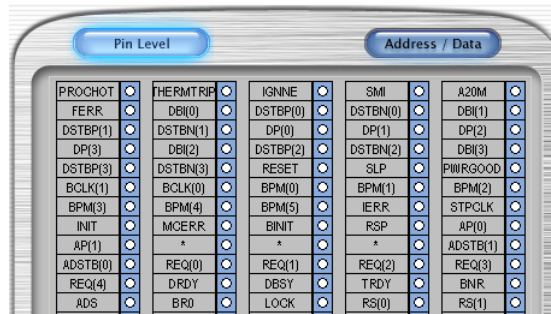 Pin Level Address / Data
PROCHOT THERMTRIP IGNNE SMI A20M
FERR DBI(0) DSTBP(0) DSTBN(0) DBI(1)
DSTBP(1) DSTBN(1) DP(0) DP(1) DP(2)
DP(3) DBI(2) DSTBP(2) DSTBN(2) DBI(3)
DSTBP(3) DSTBN(3) RESET SLP PWRGOOD
BCLK(1) BCLK(0) BPM(0) BPM(1) BPM(2)
BPM(3) BPM(4) BPM(5) IERR STPCLK
INIT MCERR BINIT RSP AP(0)
AP(1) * * * ADSTB(1)
ADSTB(0) REQ(0) REQ(1) REQ(2) REQ(3)
REQ(4) DRDY DBSY TRDY BNR
ADS BR0 LOCK RS(0) RS(1)